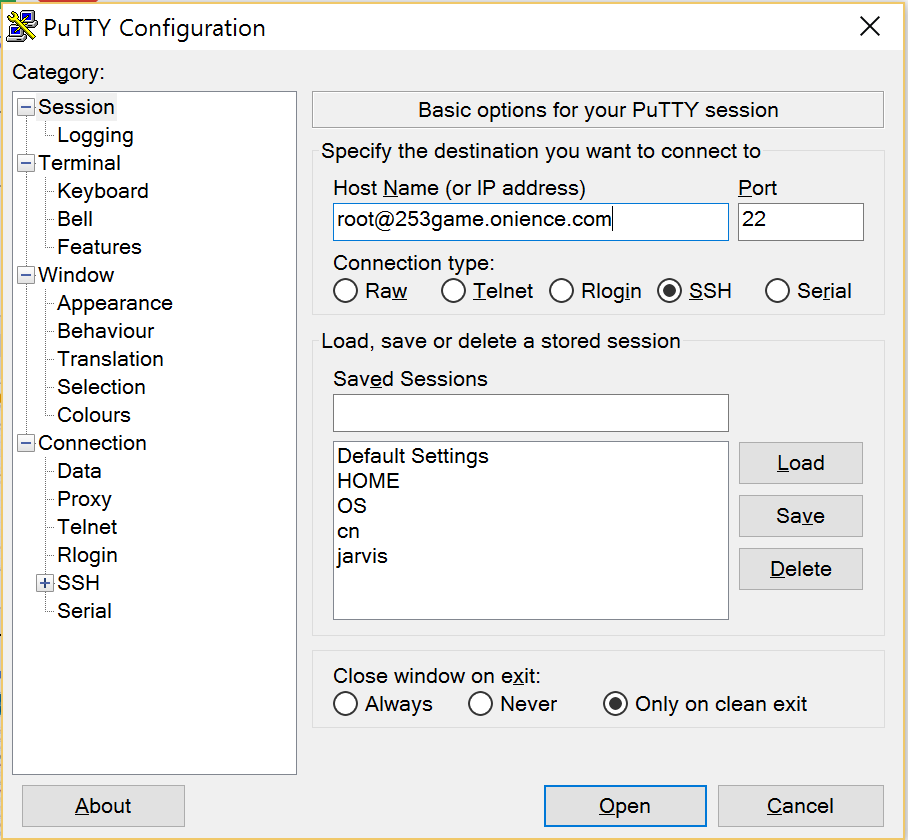 PuTTY Configuration
Category:
Session
Logging
Terminal
Keyboard
Bell
Features
Window
Appearance
Behaviour
Translation
Selection
Colours
Connection
Data
Proxy
Telnet
Rlogin
SSH
Serial
Basic options for your PuTTY session
Specify the destination you want to connect to
Host Name (or IP address) Port
root@253game.onience.com 22
Connection type:
Raw Telnet Rlogin SSH Serial
Load, save or delete a stored session
Saved Sessions
Default Settings
HOME
OS
cn
jarvis
Load
Save
Delete
Close window on exit:
Always Never Only on clean exit
About Open Cancel